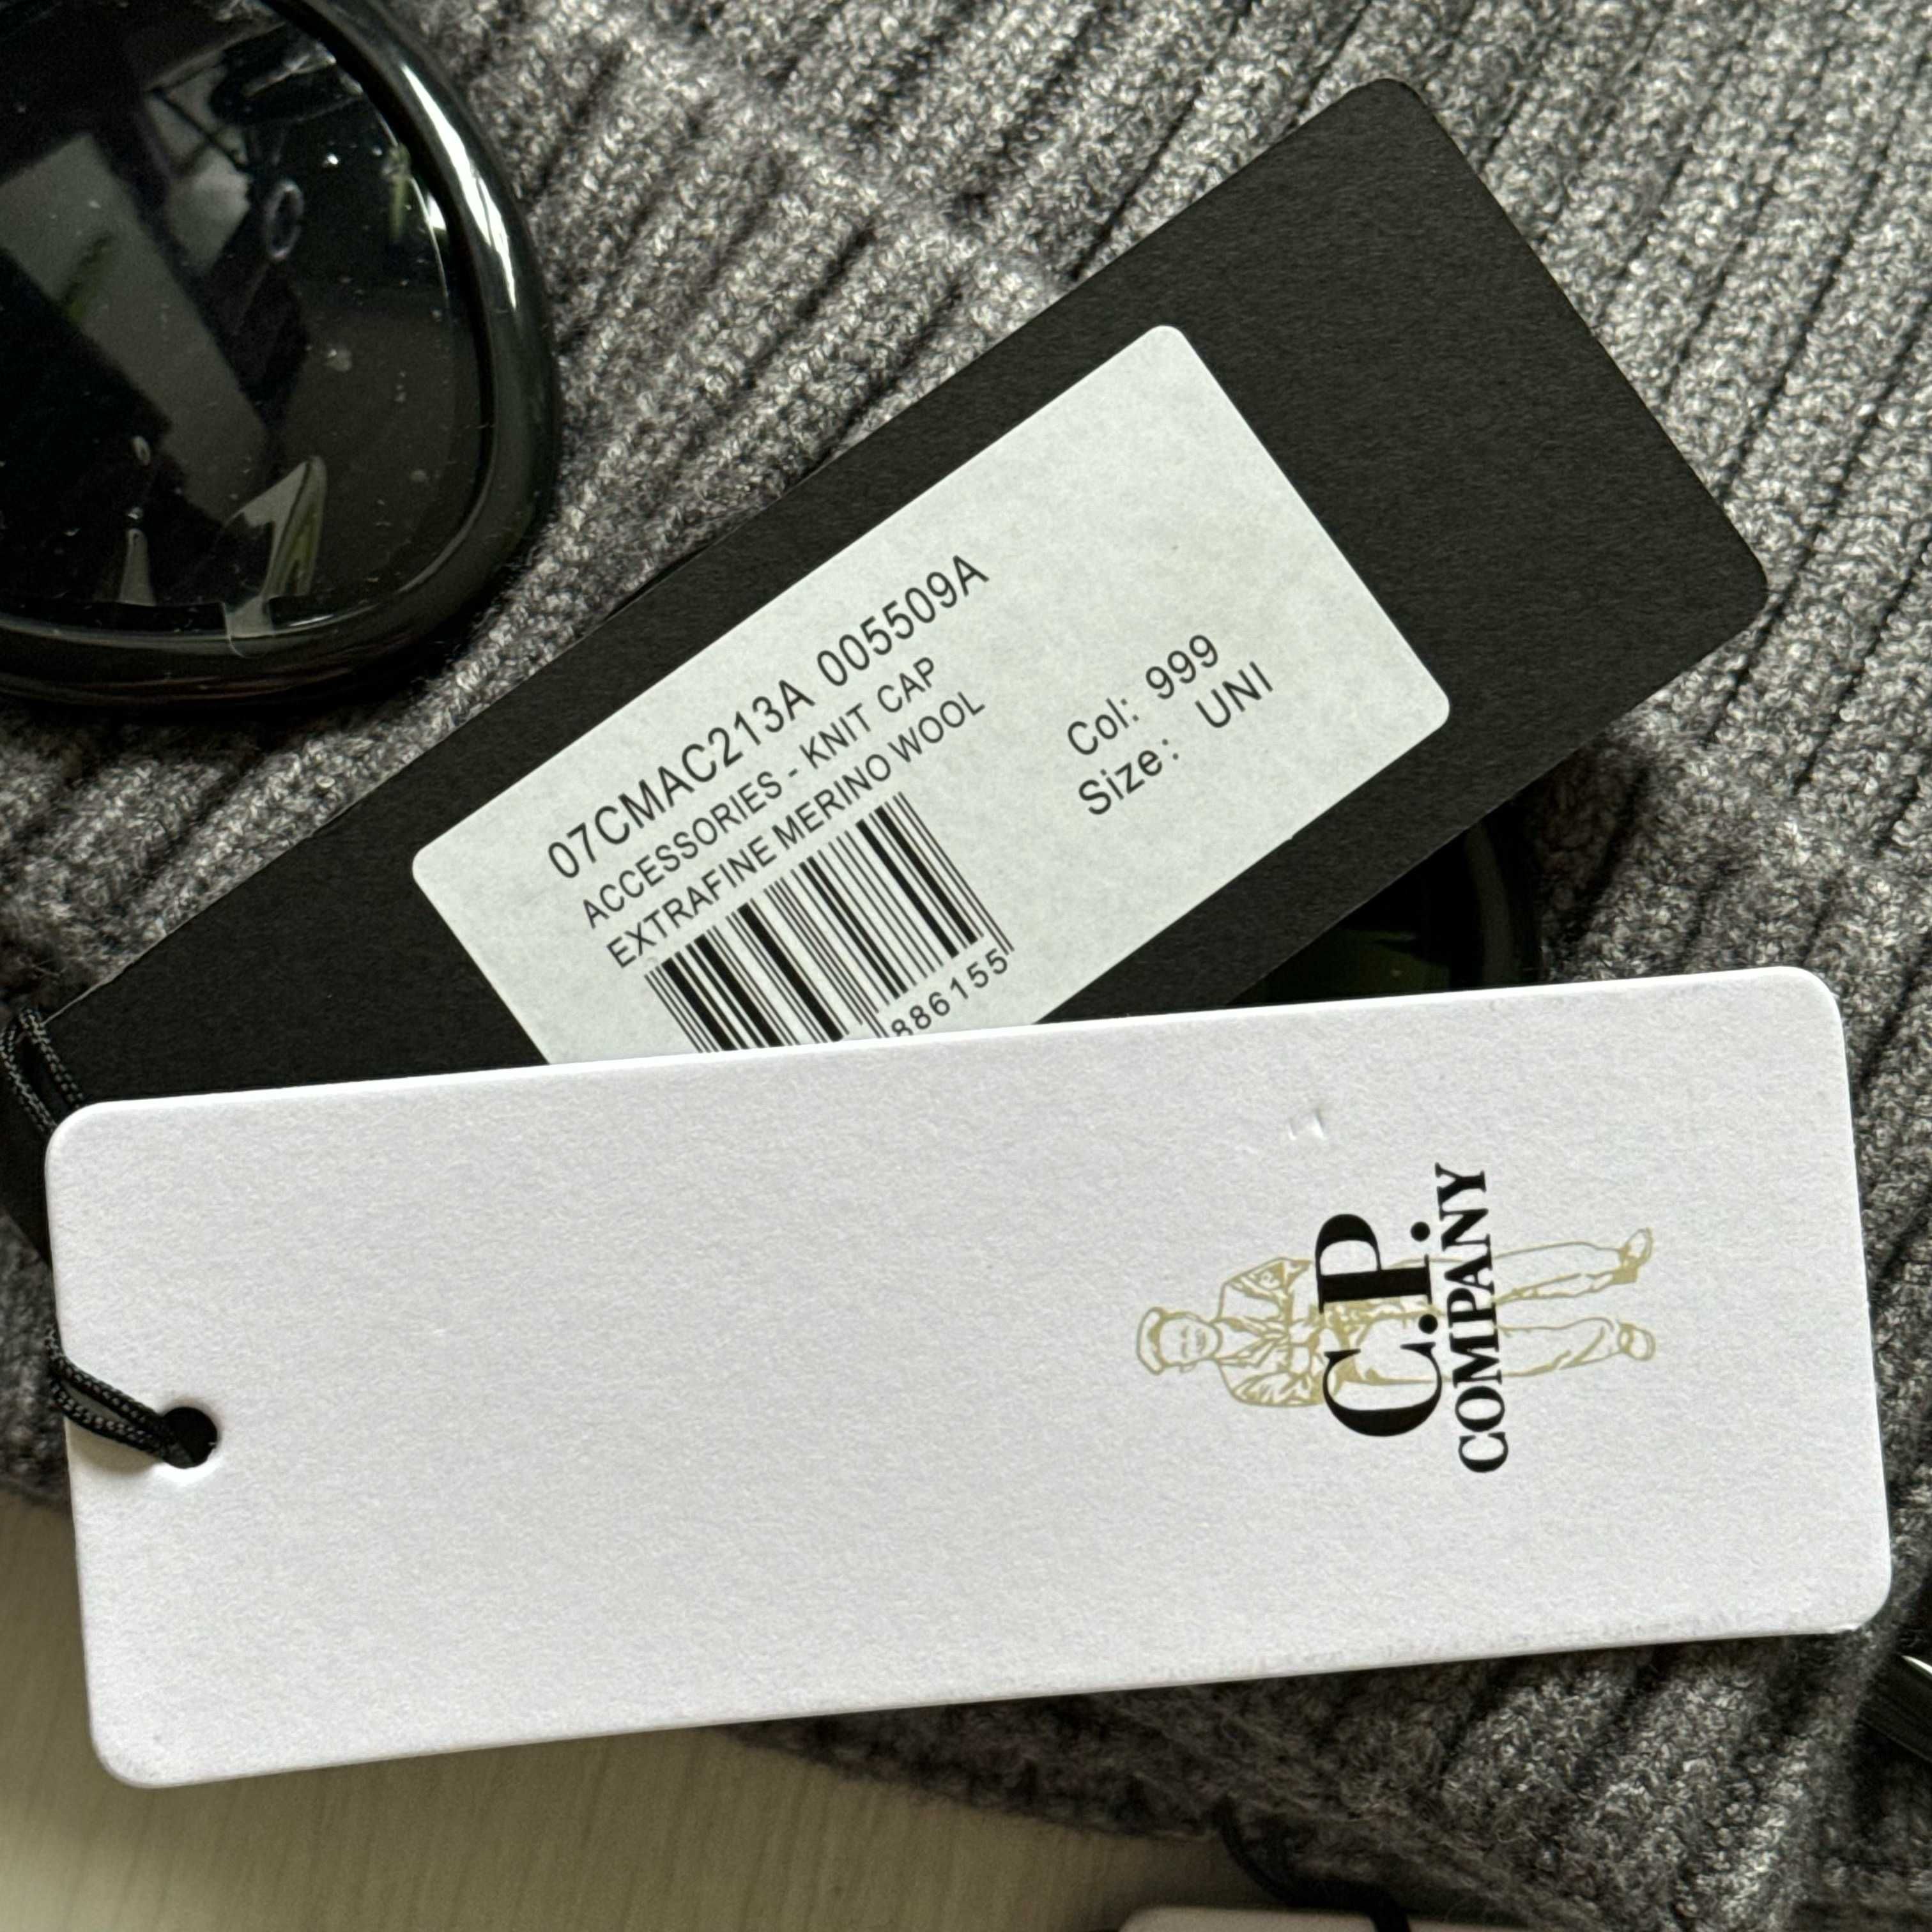 07CMAC213A 005509A
ACCESSORIES - KNIT CAP
EXTRAFINE MERINO WOOL
886155
Col: 999
Size: UNI
C.P.
COMPANY